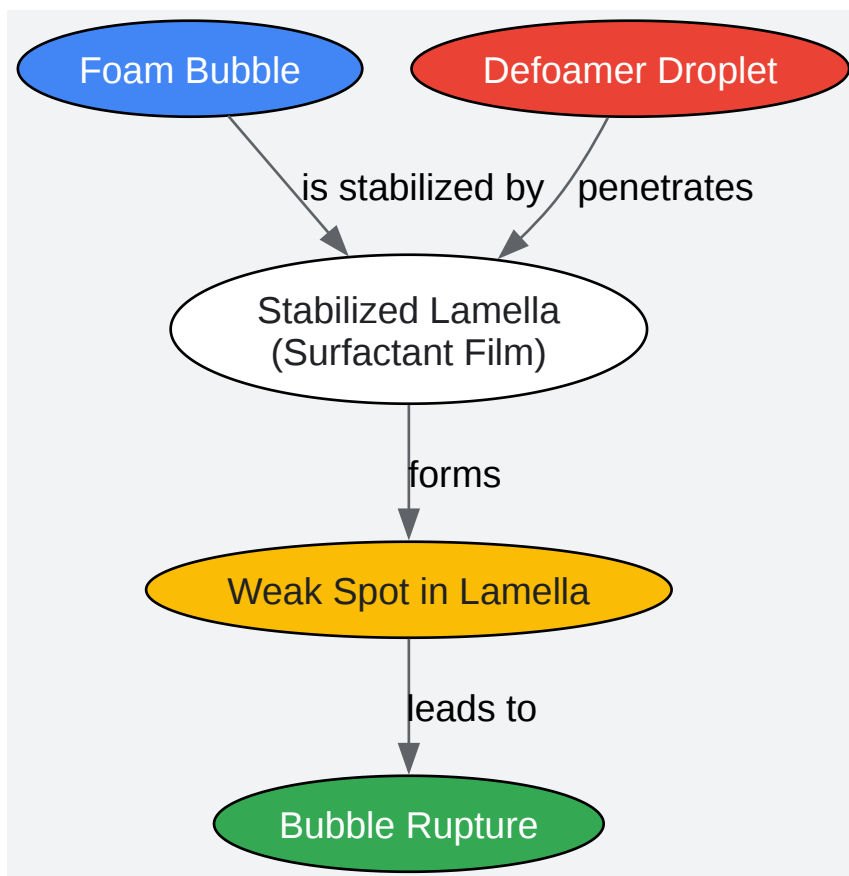 Foam Bubble
Defoamer Droplet
is stabilized by
penetrates
Stabilized Lamella
(Surfactant Film)
forms
Weak Spot in Lamella
leads to
Bubble Rupture